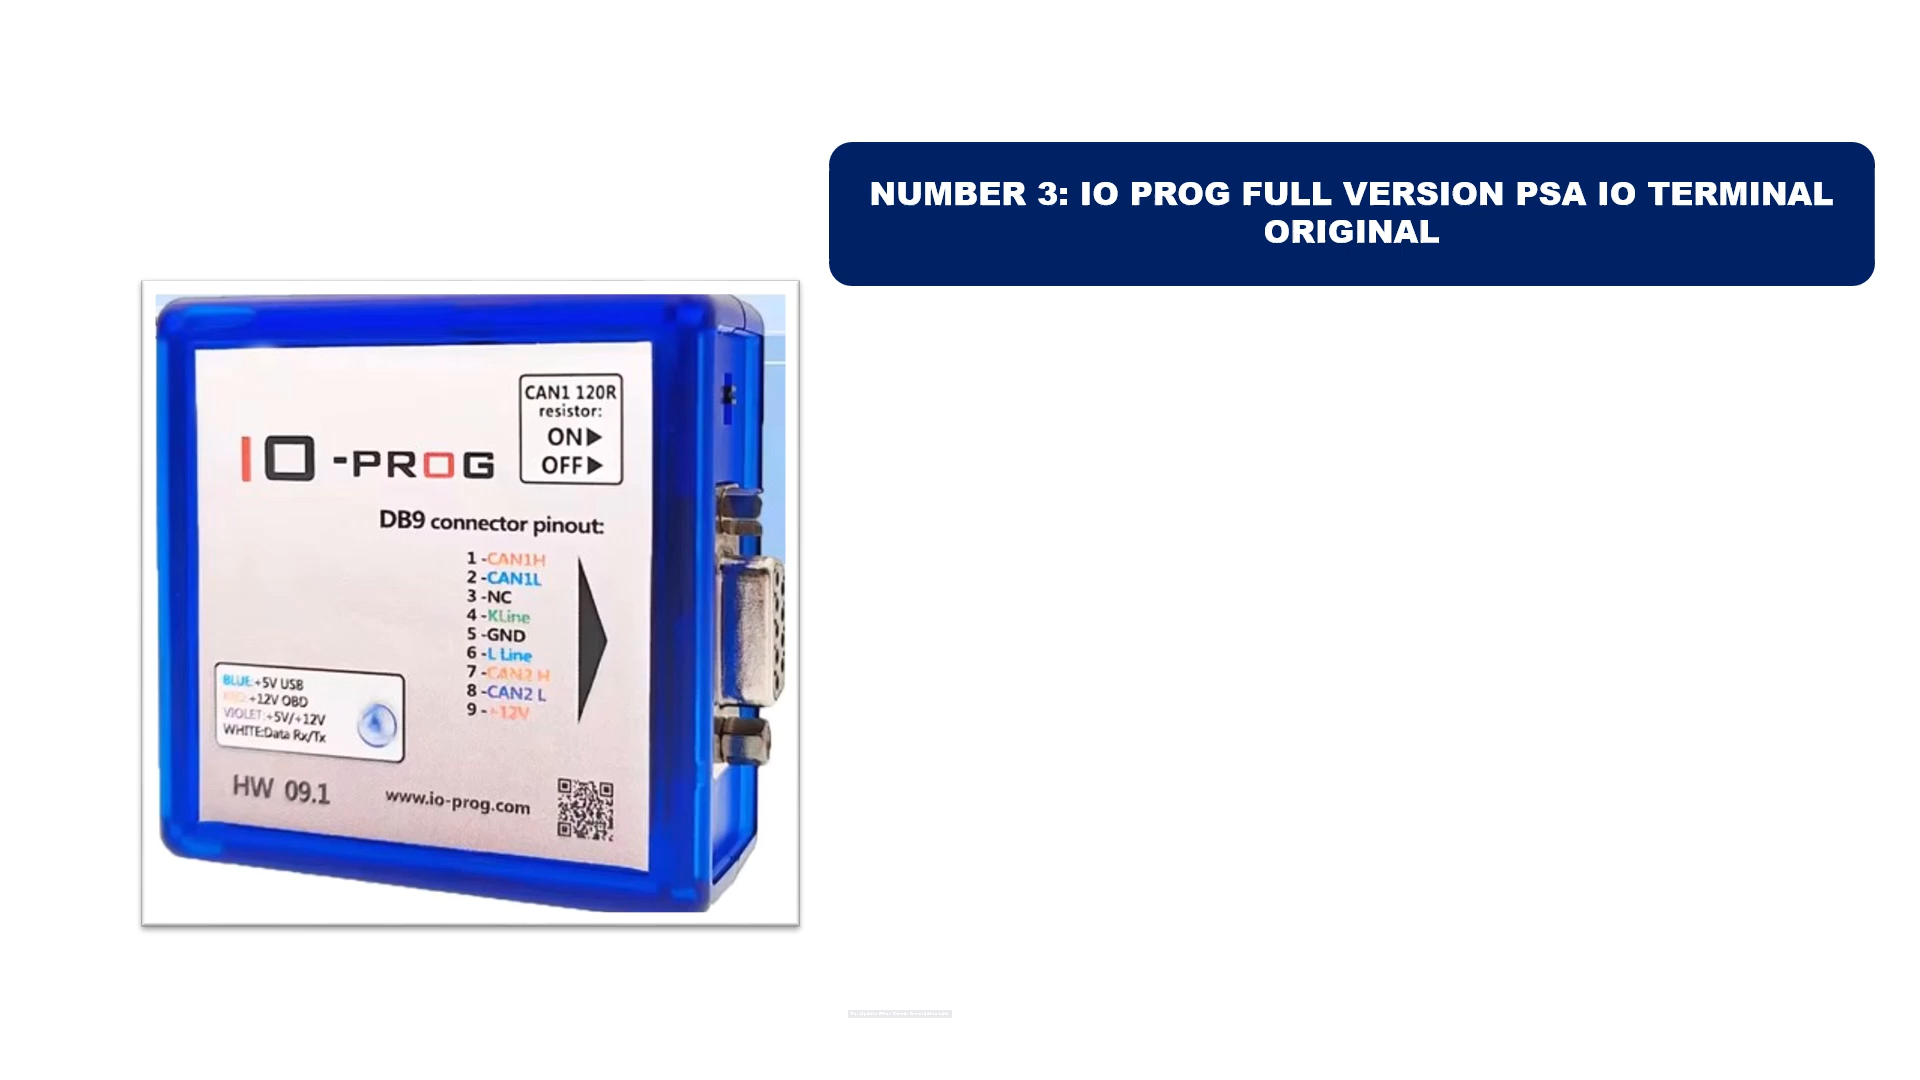 NUMBER 3: IO PROG FULL VERSION PSA IO TERMINAL
ORIGINAL
CAN1 120R
resistor:
ON
OFF
IO-PROG
DB9 connector pinout:
1 -CAN1H
2 -CAN1L
3 -NC
4 -KLine
5 -GND
6 -L Line
7 -CAN2 H
8 -CAN2 L
9 -+12V
BLUE:+5V USB
RED:+12V OBD
VIOLET:+5V/+12V
WHITE:Data Rx/Tx
HW 09.1
www.io-prog.com